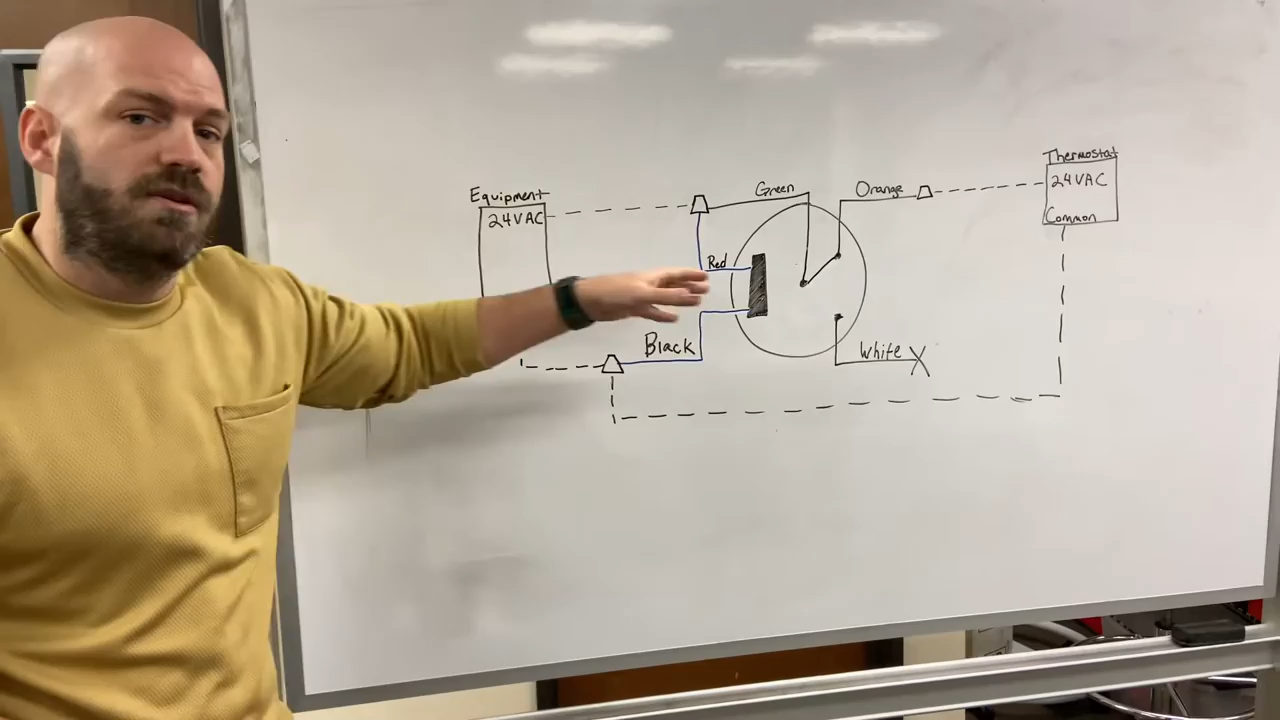 Equipment
24VAC
Green
Orange
Thermostat
24VAC
Common
Red
Black
White
X